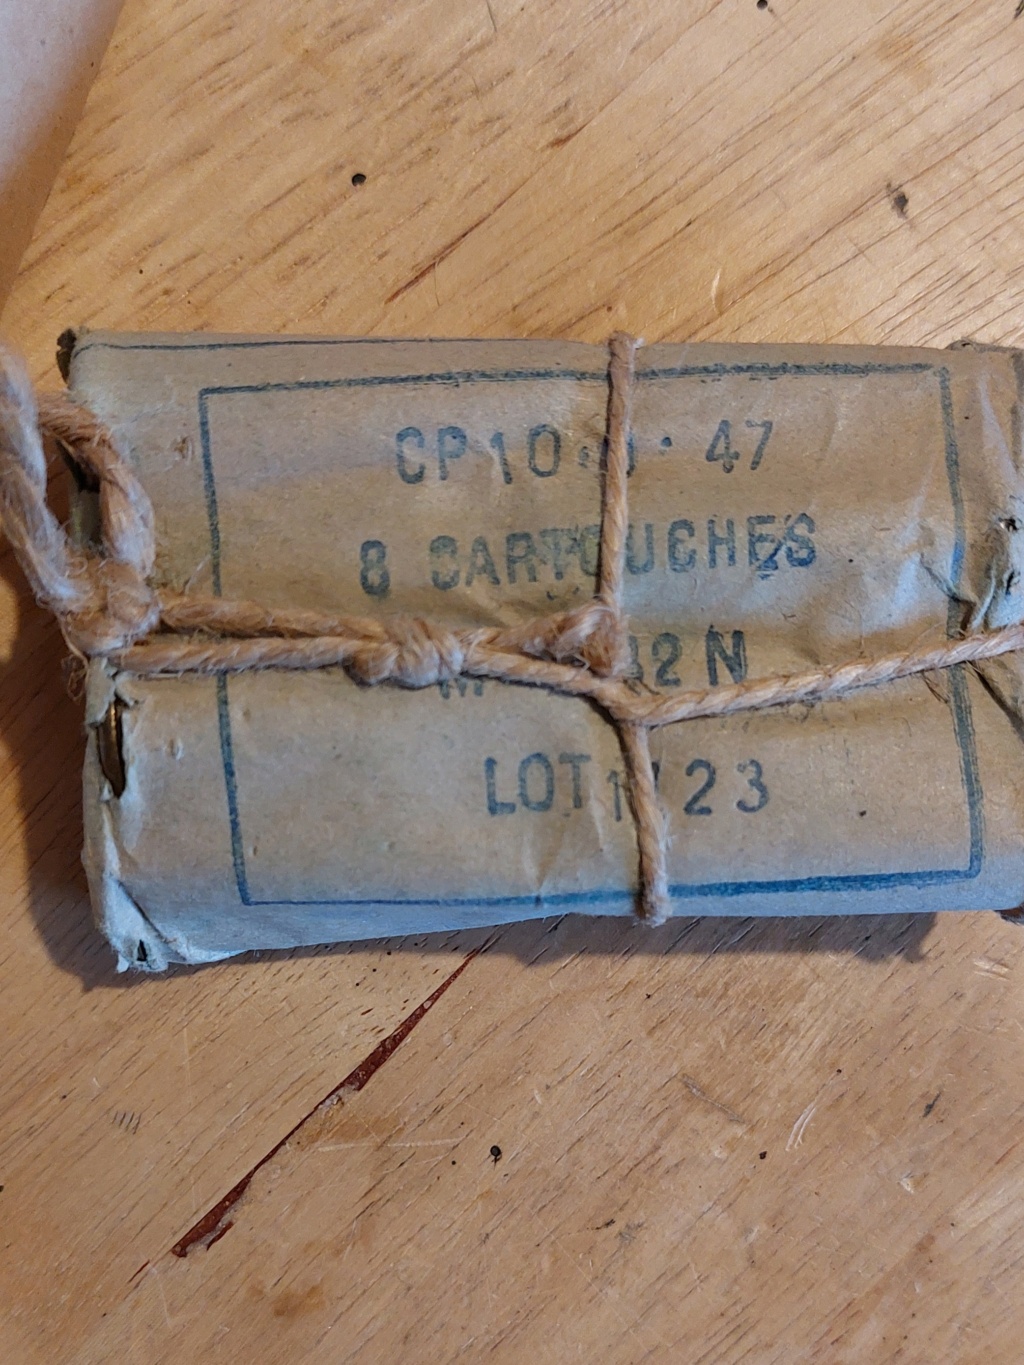 CP 10 · · 47
8 CARTOUCHES
32 N
LOT 23